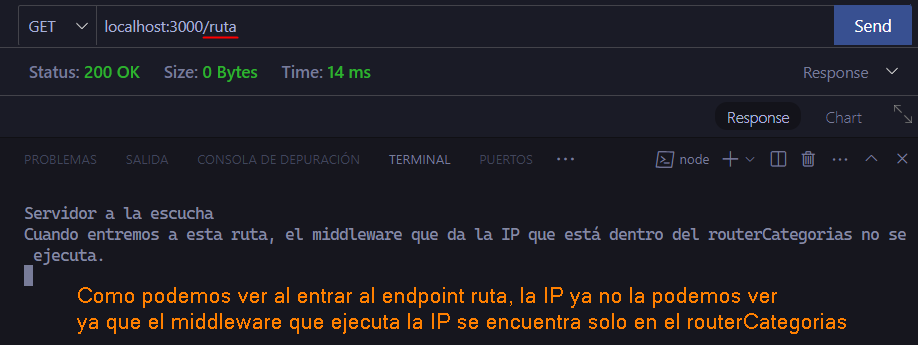 GET localhost:3000/ruta Send
Status: 200 OK Size: 0 Bytes Time: 14 ms Response
Response Chart
PROBLEMAS SALIDA CONSOLA DE DEPURACIÓN TERMINAL PUERTOS ··· node
Servidor a la escucha
Cuando entremos a esta ruta, el middleware que da la IP que está dentro del routerCategorias no se
ejecuta.
Como podemos ver al entrar al endpoint ruta, la IP ya no la podemos ver
ya que el middleware que ejecuta la IP se encuentra solo en el routerCategorias